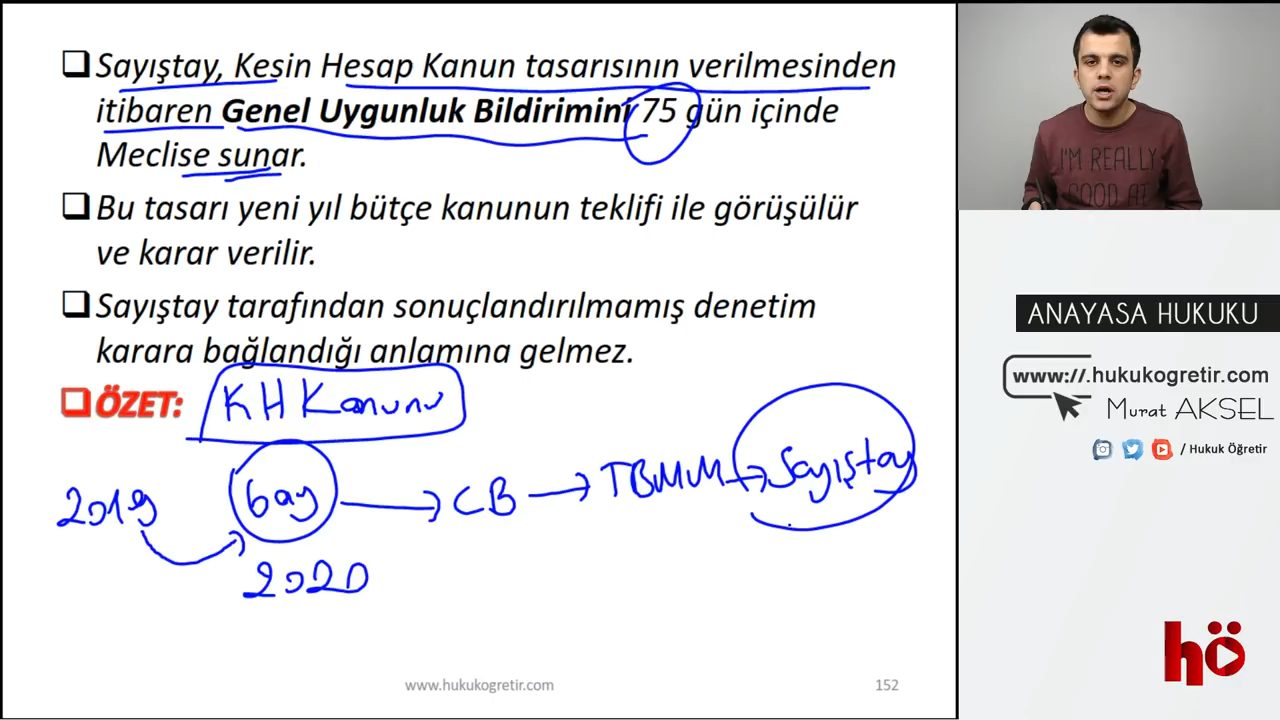 Sayıştay, Kesin Hesap Kanun tasarısının verilmesinden
itibaren Genel Uygunluk Bildirimini 75 gün içinde
Meclise sunar.
Bu tasarı yeni yıl bütçe kanunun teklifi ile görüşülür
ve karar verilir.
Sayıştay tarafından sonuçlandırılmamış denetim
karara bağlandığı anlamına gelmez.
ÖZET: KH Kanunu
2019 6ay → CB → TBMM → Sayıştay
2020
www.hukukogretir.com
152
I'M REALLY
GOOD AT
ANAYASA HUKUKU
www://.hukukogretir.com
Murat AKSEL
/ Hukuk Öğretir
hö